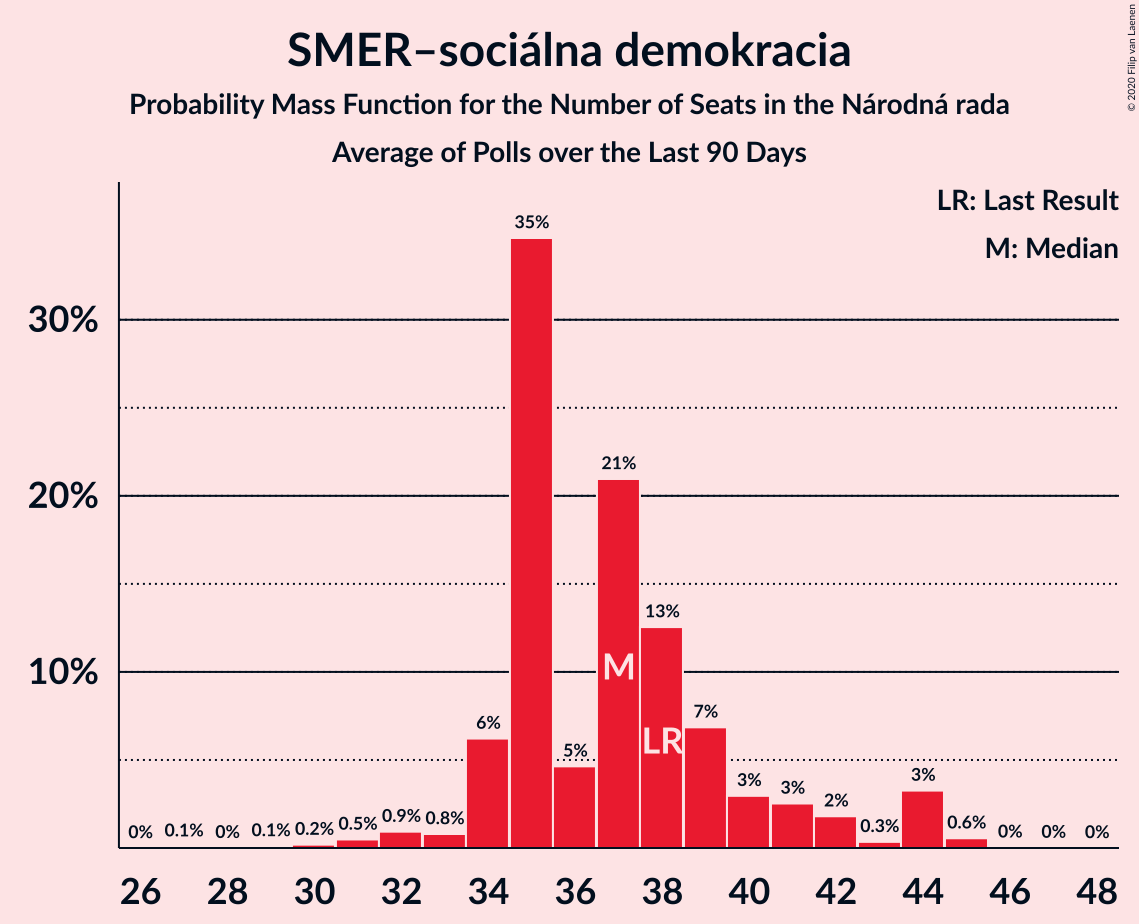 SMER–sociálna demokracia
Probability Mass Function for the Number of Seats in the Národná rada
Average of Polls over the Last 90 Days
© 2020 Filip van Laenen
LR: Last Result
M: Median
30%
20%
10%
0% 0.1% 0% 0.1% 0.2% 0.5% 0.9% 0.8% 6% 35% 5% 21% 13% 7% 3% 3% 2% 0.3% 3% 0.6% 0% 0% 0%
M
LR
26 28 30 32 34 36 38 40 42 44 46 48